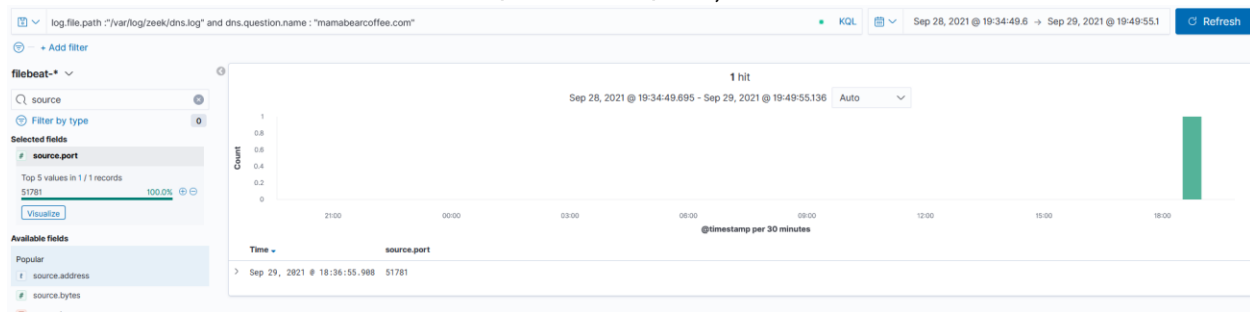 log.file.path :"/var/log/zeek/dns.log" and dns.question.name : "mamabearcoffee.com"
KQL
Sep 28, 2021 @ 19:34:49.6 → Sep 29, 2021 @ 19:49:55.1
Refresh
+ Add filter
filebeat-*
1 hit
Sep 28, 2021 @ 19:34:49.695 - Sep 29, 2021 @ 19:49:55.136 Auto
source
Filter by type 0
Selected fields
# source.port
Top 5 values in 1 / 1 records
51781 100.0%
Visualize
Available fields
Popular
t source.address
# source.bytes
Count
1
0.8
0.6
0.4
0.2
0
21:00 00:00 03:00 06:00 09:00 12:00 15:00 18:00
@timestamp per 30 minutes
Time source.port
> Sep 29, 2021 @ 18:36:55.908 51781